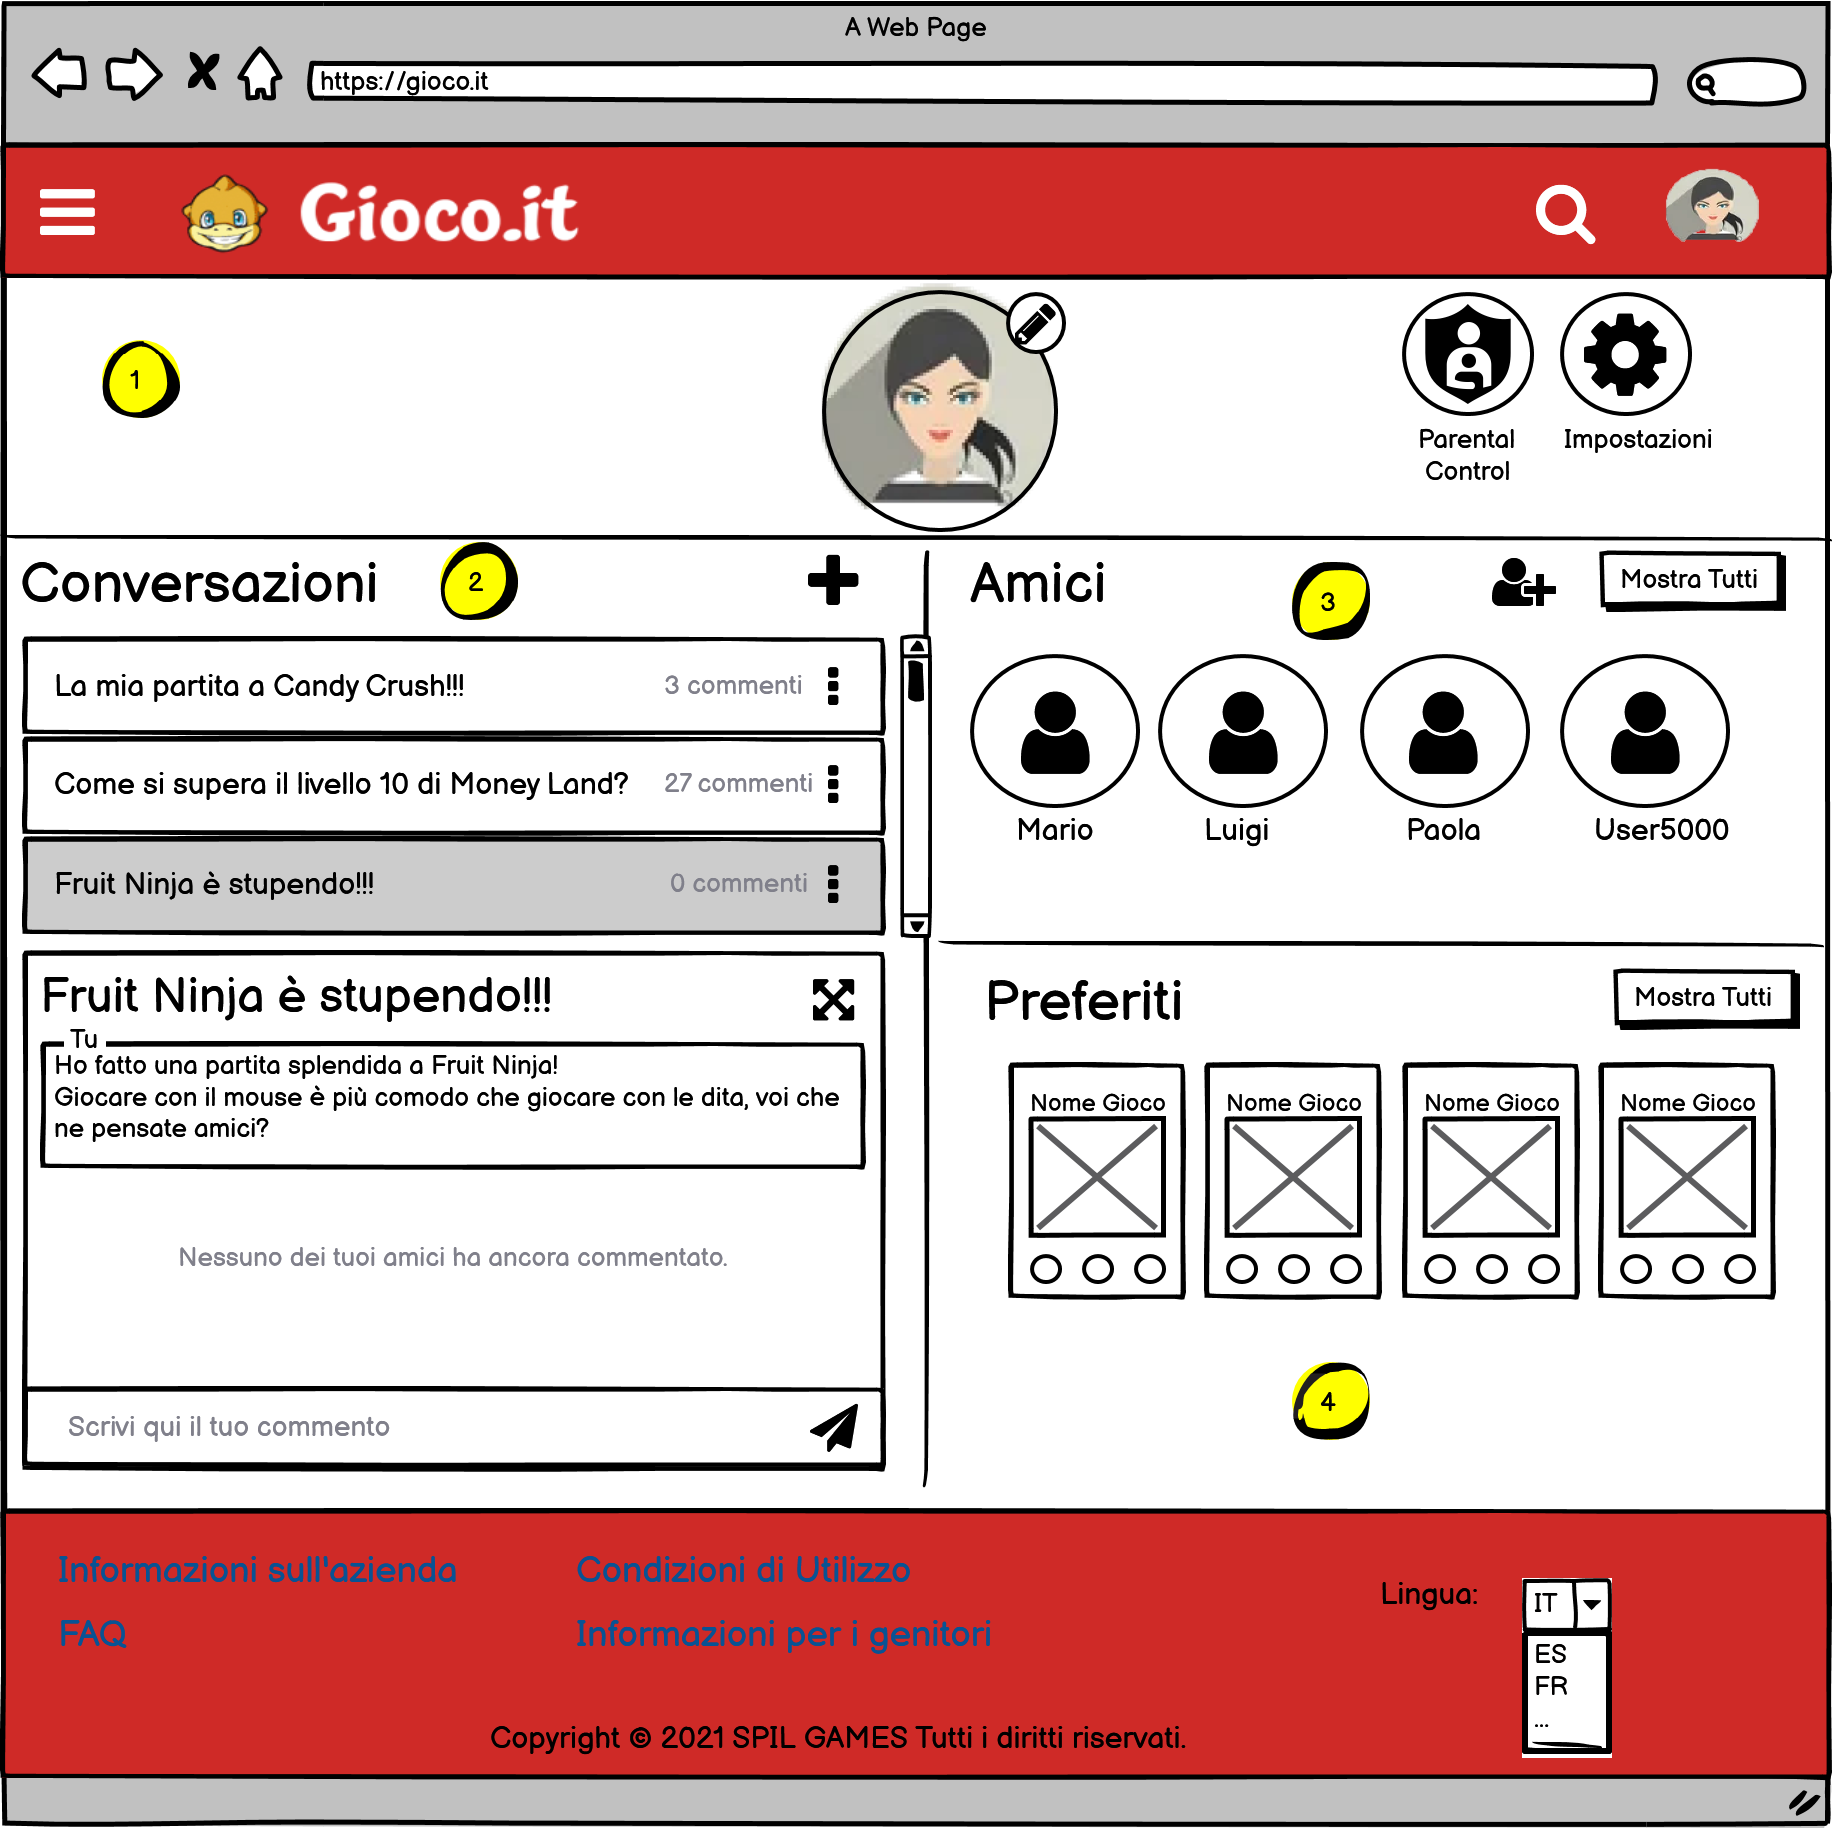 A Web Page
https://gioco.it
Gioco.it
1
Parental
Control
Impostazioni
Conversazioni
2
La mia partita a Candy Crush!!!
3 commenti
Come si supera il livello 10 di Money Land?
27 commenti
Fruit Ninja è stupendo!!!
0 commenti
Fruit Ninja è stupendo!!!
Tu
Ho fatto una partita splendida a Fruit Ninja!
Giocare con il mouse è più comodo che giocare con le dita, voi che
ne pensate amici?
Nessuno dei tuoi amici ha ancora commentato.
Scrivi qui il tuo commento
Amici
3
Mostra Tutti
Mario
Luigi
Paola
User5000
Preferiti
Mostra Tutti
Nome Gioco
Nome Gioco
Nome Gioco
Nome Gioco
4
Informazioni sull'azienda
Condizioni di Utilizzo
FAQ
Informazioni per i genitori
Lingua:
IT
ES
FR
...
Copyright © 2021 SPIL GAMES Tutti i diritti riservati.